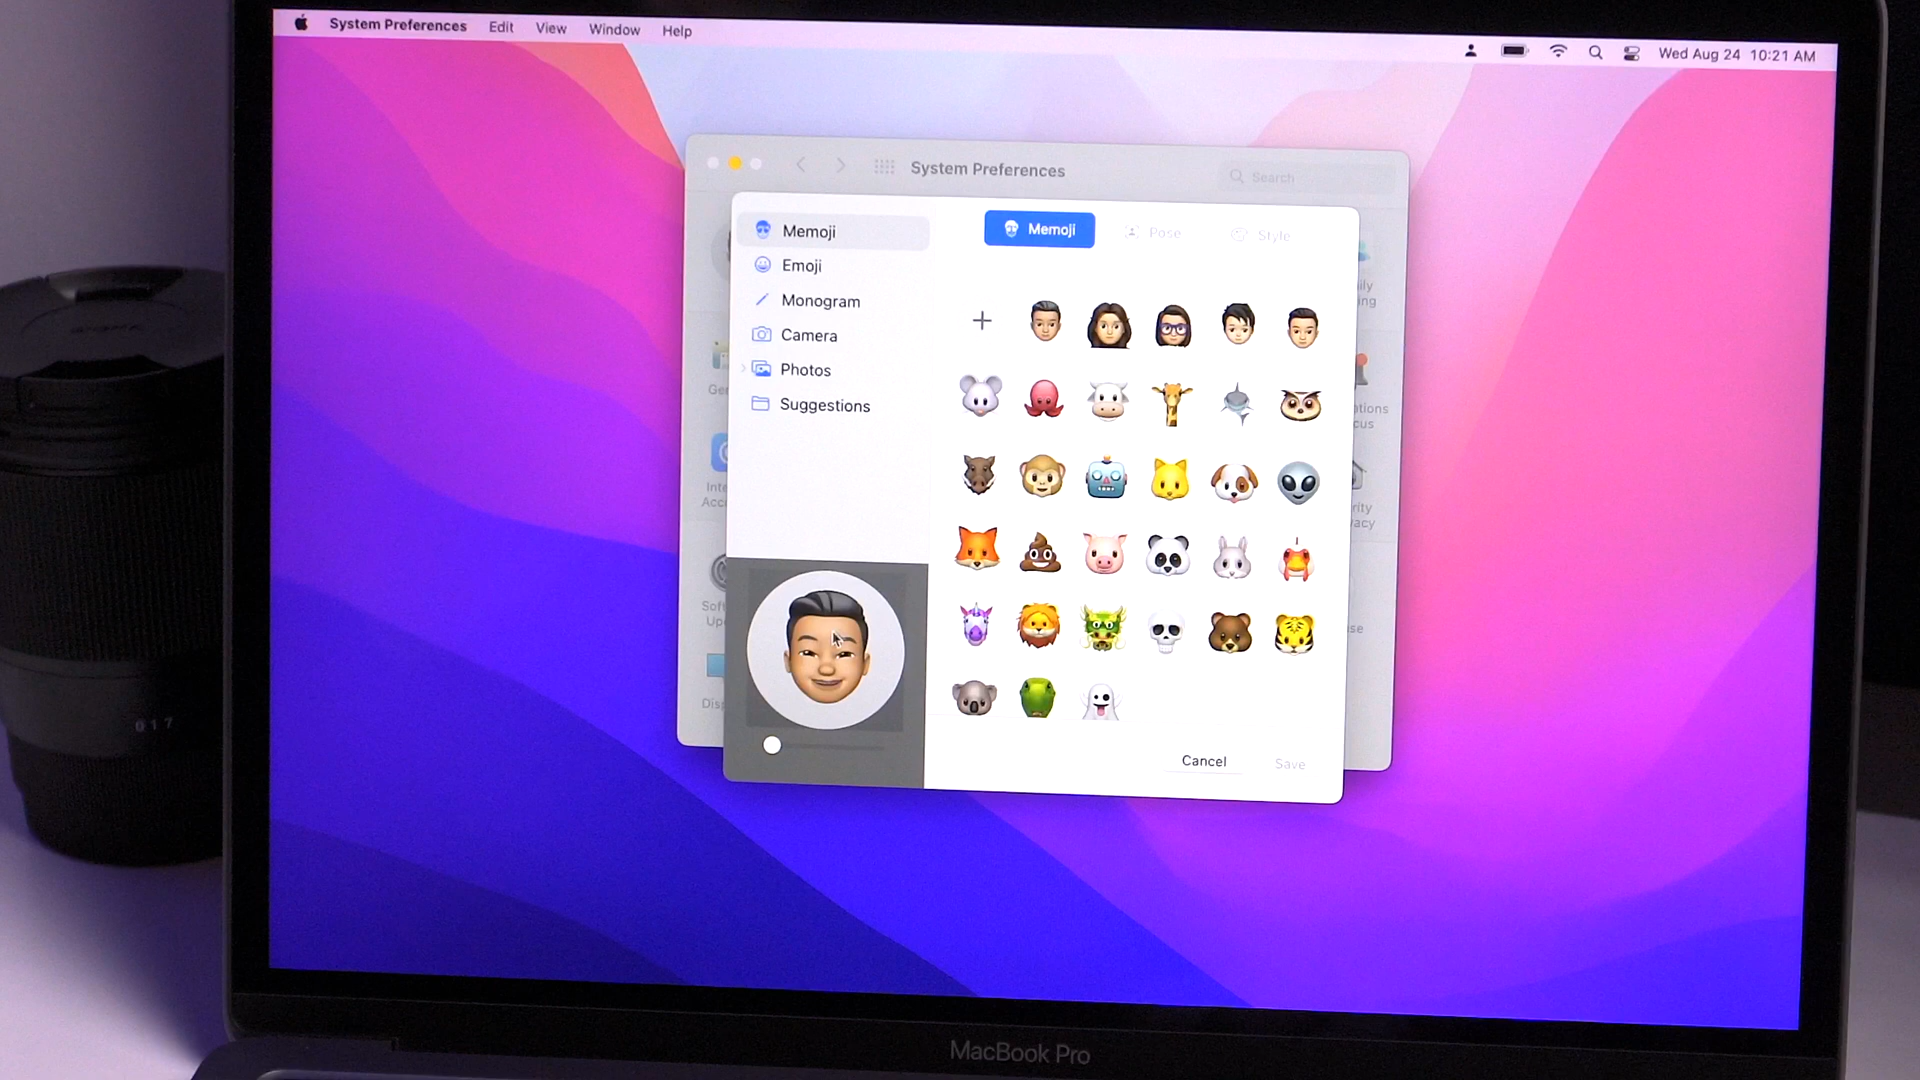 System Preferences Edit View Window Help
Wed Aug 24 10:21 AM
System Preferences
Search
Memoji
Emoji
Monogram
Camera
Photos
Suggestions
Memoji
Pose
Style
Cancel
Save
017
MacBook Pro